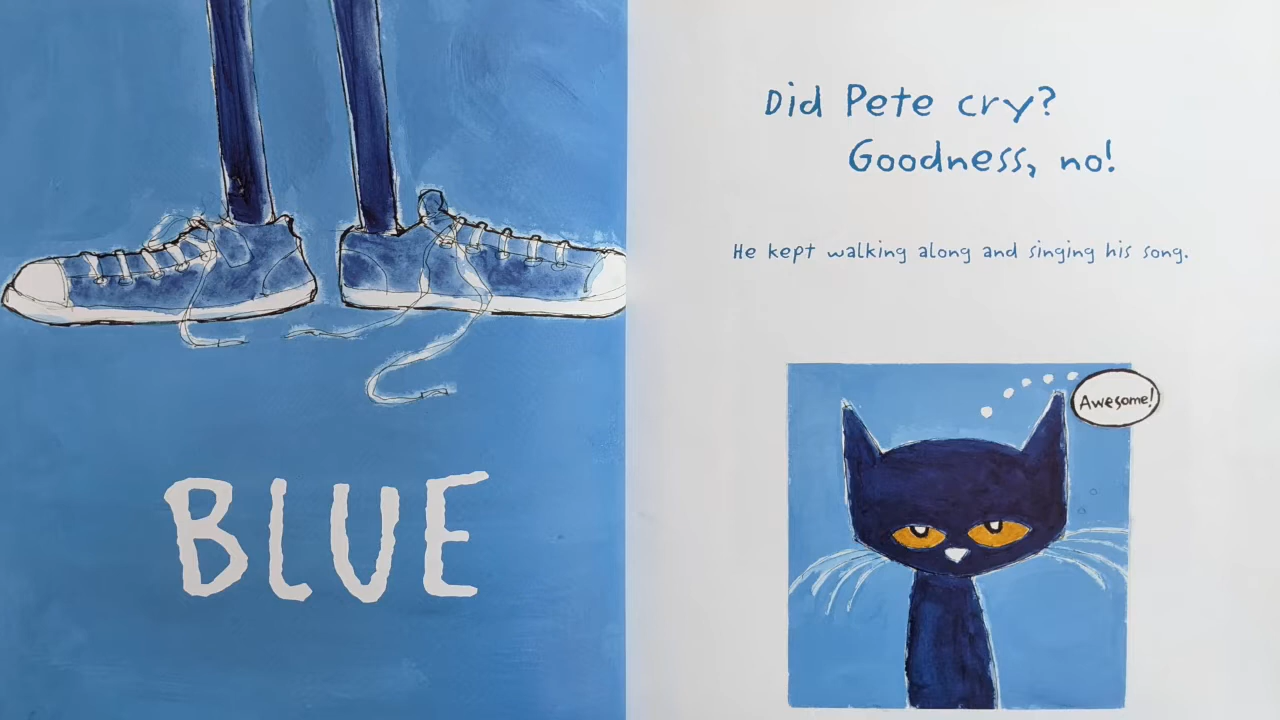 BLUE
Did Pete cry?
Goodness, no!
He kept walking along and singing his song.
Awesome!